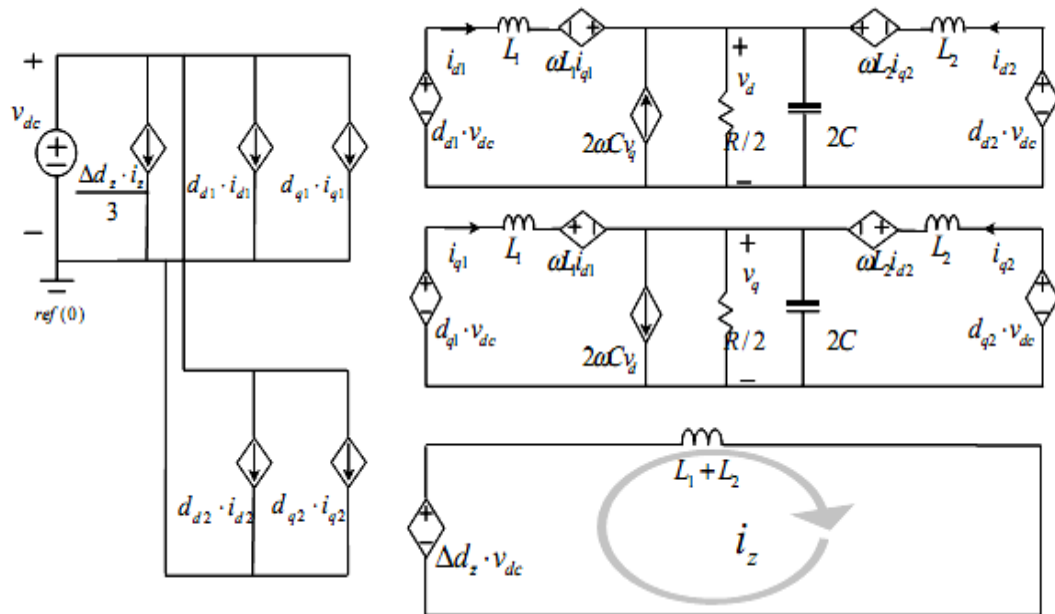 +
v_dc
−
ref (0)
Δd_z · i_z / 3
d_d1 · i_d1
d_q1 · i_q1
d_d2 · i_d2
d_q2 · i_q2
i_d1
L_1
ωL_1i_q1
d_d1 · v_dc
2ωCv_q
+
v_d
−
R/2
2C
ωL_2i_q2
L_2
i_d2
d_d2 · v_dc
i_q1
L_1
ωL_1i_d1
d_q1 · v_dc
2ωCv_d
+
v_q
−
R/2
2C
ωL_2i_d2
L_2
i_q2
d_q2 · v_dc
L_1 + L_2
Δd_z · v_dc
i_z